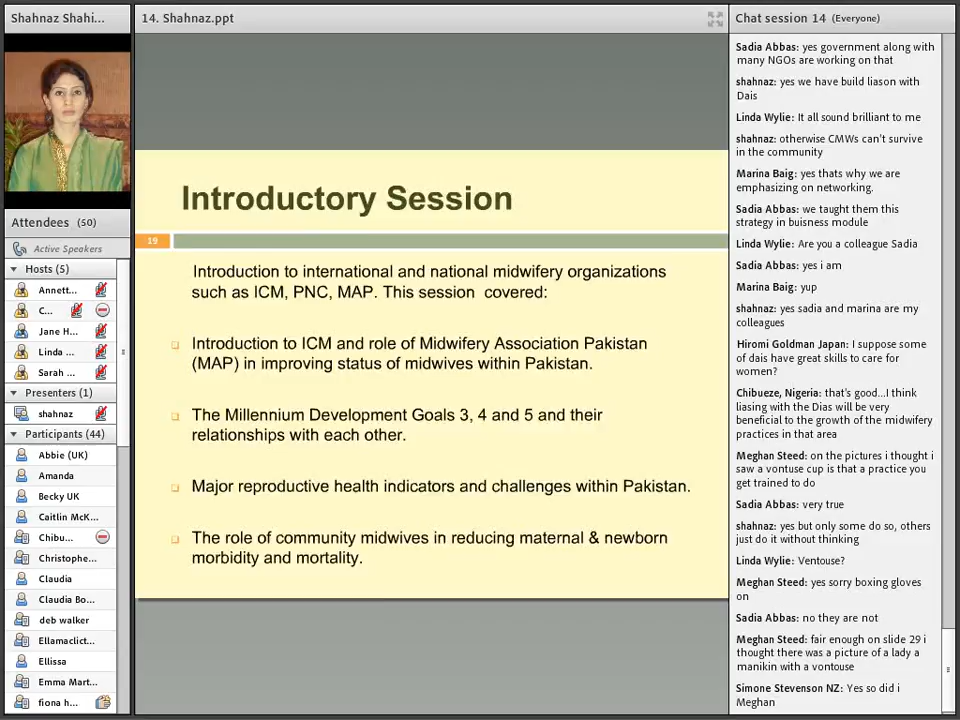 Shahnaz Shahi...
14. Shahnaz.ppt
Chat session 14 (Everyone)
Attendees (50)
Active Speakers
Hosts (5)
Annett...
C...
Jane H...
Linda ...
Sarah ...
Presenters (1)
shahnaz
Participants (44)
Abbie (UK)
Amanda
Becky UK
Caitlin McK...
Chibu...
Christophe...
Claudia
Claudia Bo...
deb walker
Ellamaclict...
Ellissa
Emma Mart...
fiona h...
Introductory Session
19
Introduction to international and national midwifery organizations
such as ICM, PNC, MAP. This session covered:
Introduction to ICM and role of Midwifery Association Pakistan
(MAP) in improving status of midwives within Pakistan.
The Millennium Development Goals 3, 4 and 5 and their
relationships with each other.
Major reproductive health indicators and challenges within Pakistan.
The role of community midwives in reducing maternal & newborn
morbidity and mortality.
Sadia Abbas: yes government along with
many NGOs are working on that
shahnaz: yes we have build liason with
Dais
Linda Wylie: It all sound brilliant to me
shahnaz: otherwise CMWs can't survive
in the community
Marina Baig: yes thats why we are
emphasizing on networking.
Sadia Abbas: we taught them this
strategy in buisness module
Linda Wylie: Are you a colleague Sadia
Sadia Abbas: yes i am
Marina Baig: yup
shahnaz: yes sadia and marina are my
colleagues
Hiromi Goldman Japan: I suppose some
of dais have great skills to care for
women?
Chibueze, Nigeria: that's good...I think
liasing with the Dias will be very
beneficial to the growth of the midwifery
practices in that area
Meghan Steed: on the pictures i thought i
saw a vontuse cup is that a practice you
get trained to do
Sadia Abbas: very true
shahnaz: yes but only some do so, others
just do it without thinking
Linda Wylie: Ventouse?
Meghan Steed: yes sorry boxing gloves
on
Sadia Abbas: no they are not
Meghan Steed: fair enough on slide 29 i
thought there was a picture of a lady a
manikin with a vontouse
Simone Stevenson NZ: Yes so did i
Meghan